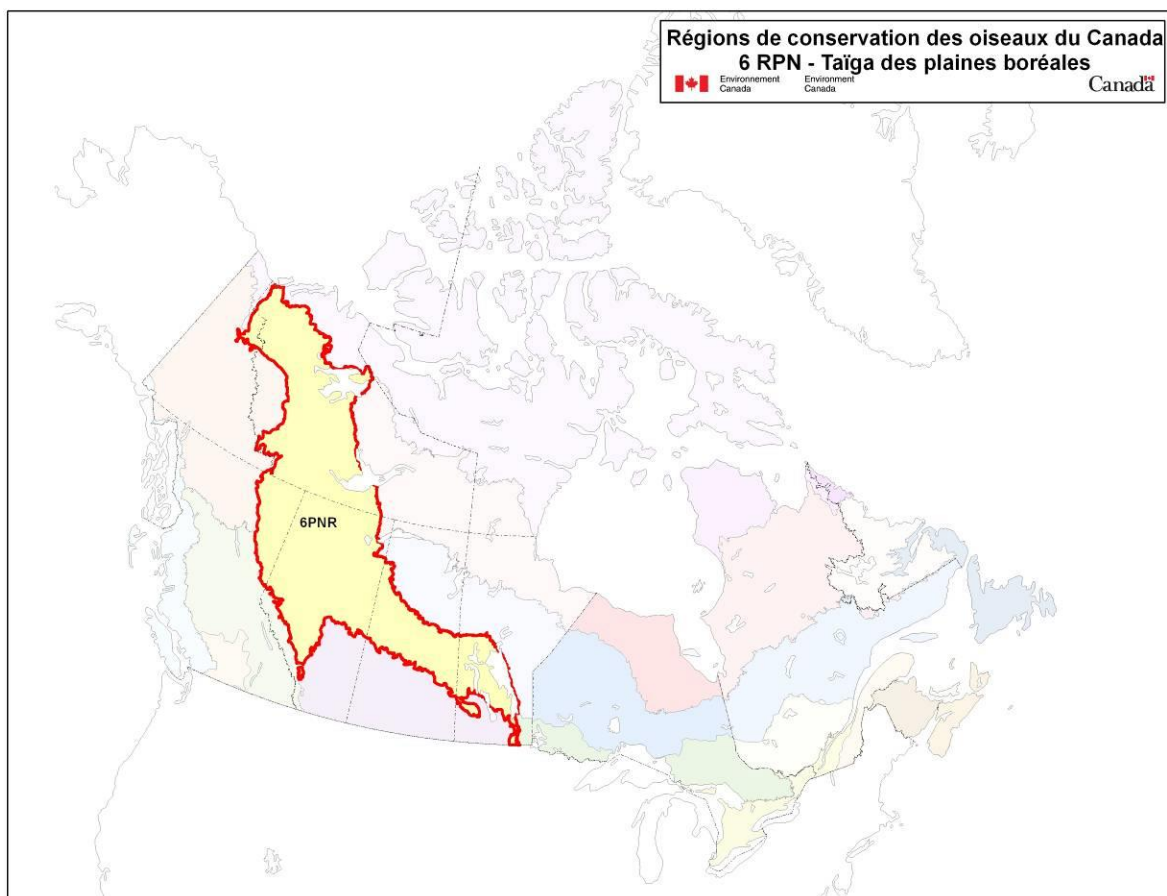 Régions de conservation des oiseaux du Canada
6 RPN - Taïga des plaines boréales
Environnement Canada
Environment Canada
Canada
6PNR